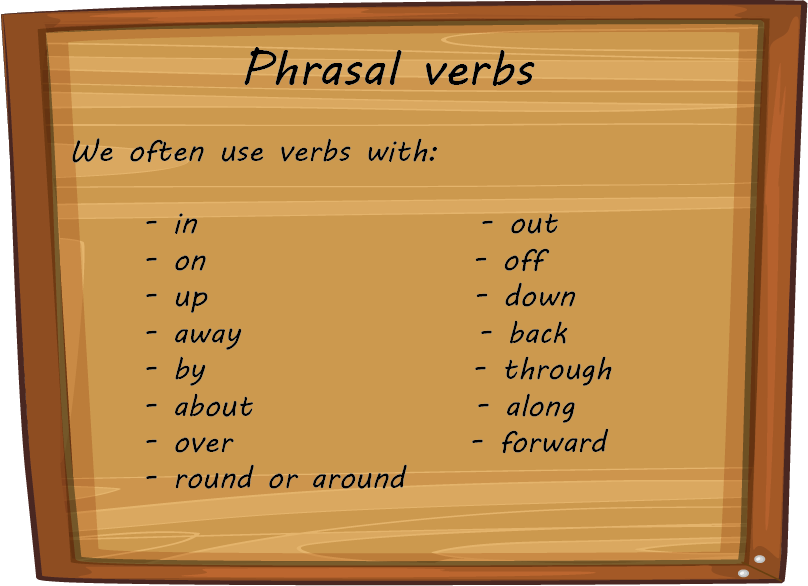 Phrasal verbs
We often use verbs with:
- in
- on
- up
- away
- by
- about
- over
- round or around
- out
- off
- down
- back
- through
- along
- forward